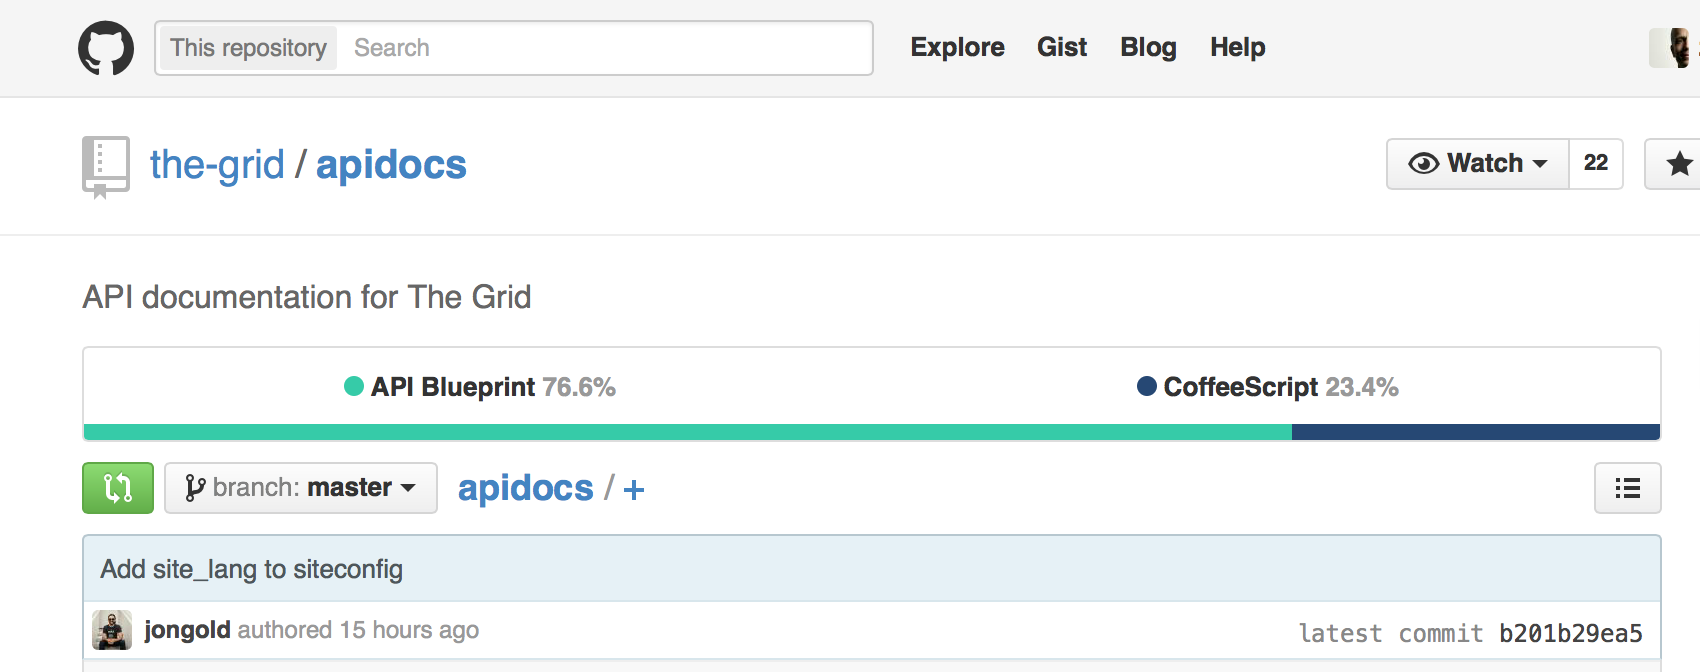 This repository Search Explore Gist Blog Help
the-grid / apidocs Watch 22
API documentation for The Grid
API Blueprint 76.6% CoffeeScript 23.4%
branch: master apidocs / +
Add site_lang to siteconfig
jongold authored 15 hours ago latest commit b201b29ea5